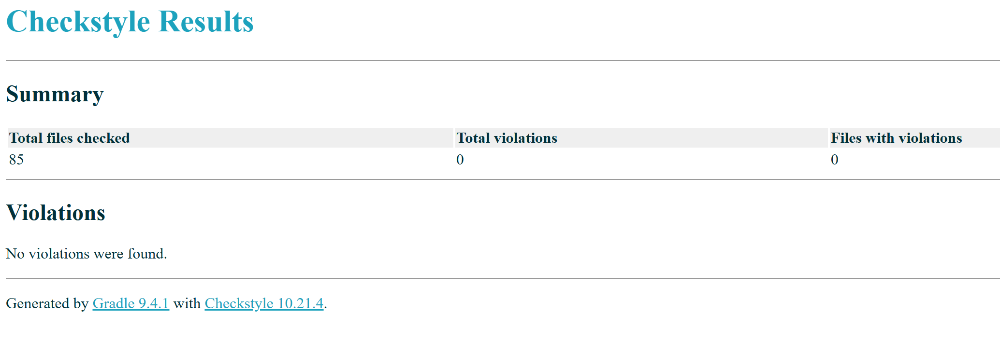 Checkstyle Results
Summary
Total files checked Total violations Files with violations
85 0 0
Violations
No violations were found.
Generated by Gradle 9.4.1 with Checkstyle 10.21.4.